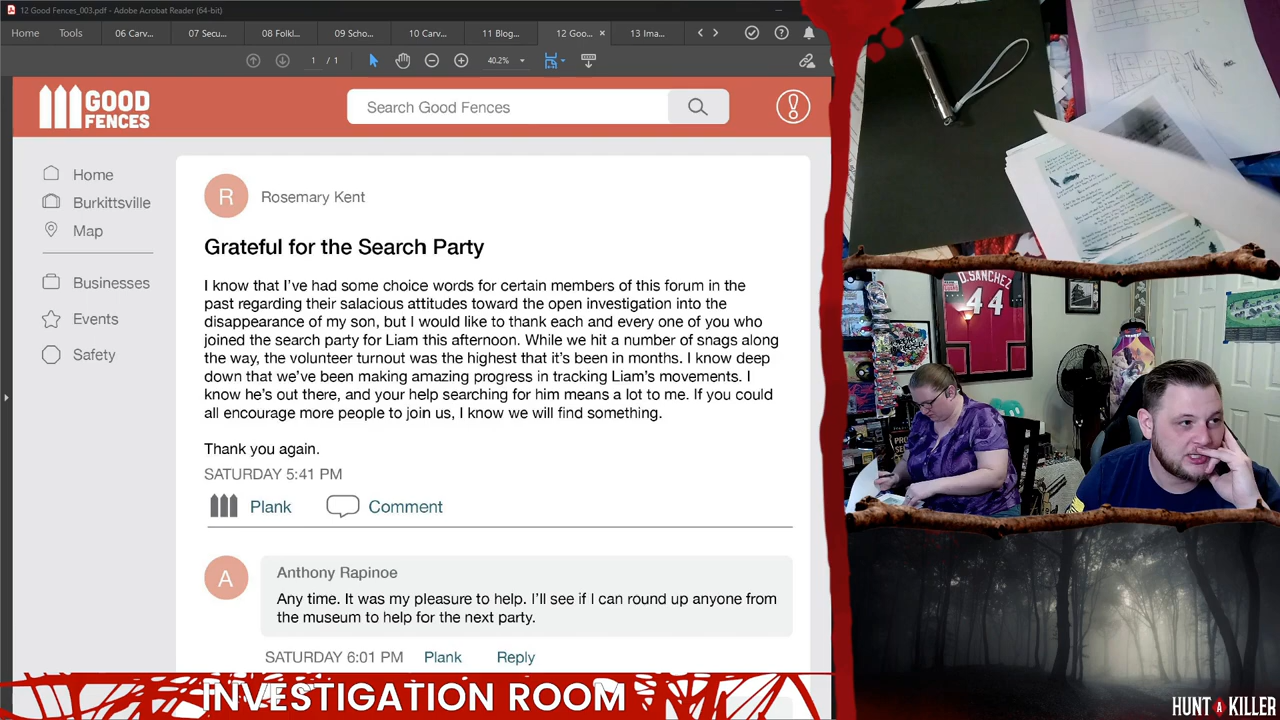 12 Good Fences_003.pdf - Adobe Acrobat Reader (64-bit)
Home Tools 06 Carv... 07 Secu... 08 Folkl... 09 Scho... 10 Carv... 11 Blog... 12 Goo... × 13 Ima...
1 / 1 40.2%
GOOD
FENCES
Search Good Fences
Home
Burkittsville
Map
Businesses
Events
Safety
R
Rosemary Kent
Grateful for the Search Party
I know that I've had some choice words for certain members of this forum in the
past regarding their salacious attitudes toward the open investigation into the
disappearance of my son, but I would like to thank each and every one of you who
joined the search party for Liam this afternoon. While we hit a number of snags along
the way, the volunteer turnout was the highest that it's been in months. I know deep
down that we've been making amazing progress in tracking Liam's movements. I
know he's out there, and your help searching for him means a lot to me. If you could
all encourage more people to join us, I know we will find something.
Thank you again.
SATURDAY 5:41 PM
Plank Comment
A
Anthony Rapinoe
Any time. It was my pleasure to help. I'll see if I can round up anyone from
the museum to help for the next party.
SATURDAY 6:01 PM Plank Reply
INVESTIGATION ROOM
D.SANCHEZ
44
HUNT A KILLER